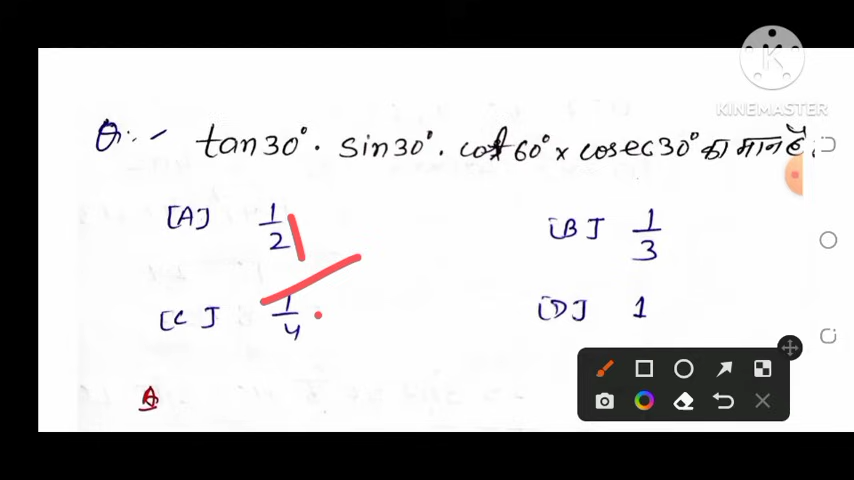 K
KINEMASTER
Q:- tan30°. sin30°. cot60° x cosec30° का मान है.
[A] 1/2 [B] 1/3
[C] 1/4 [D] 1
A